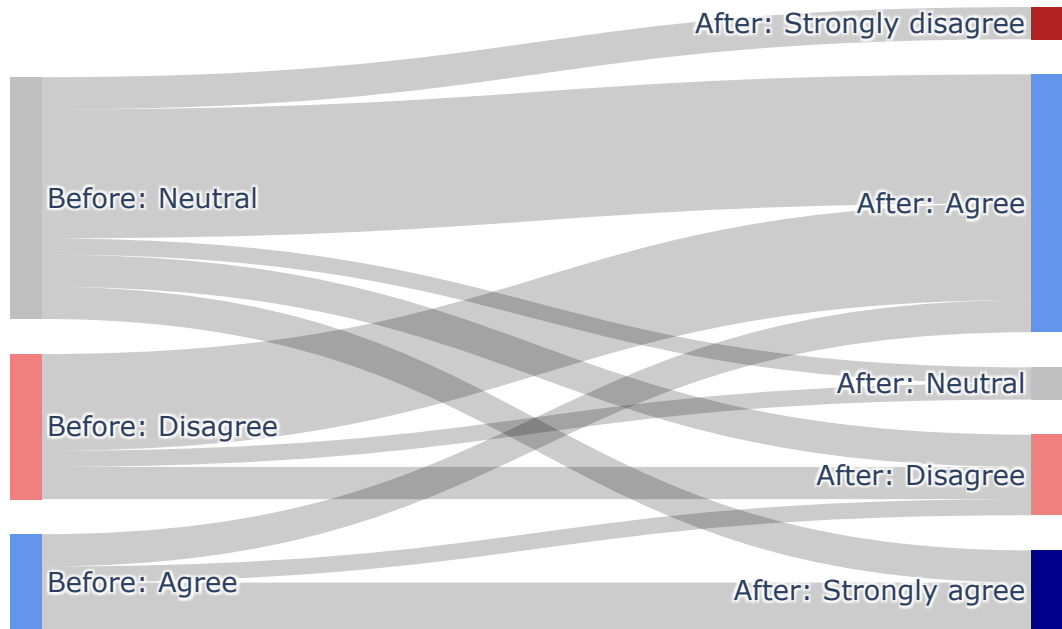 After: Strongly disagree
Before: Neutral
After: Agree
After: Neutral
Before: Disagree
After: Disagree
Before: Agree
After: Strongly agree